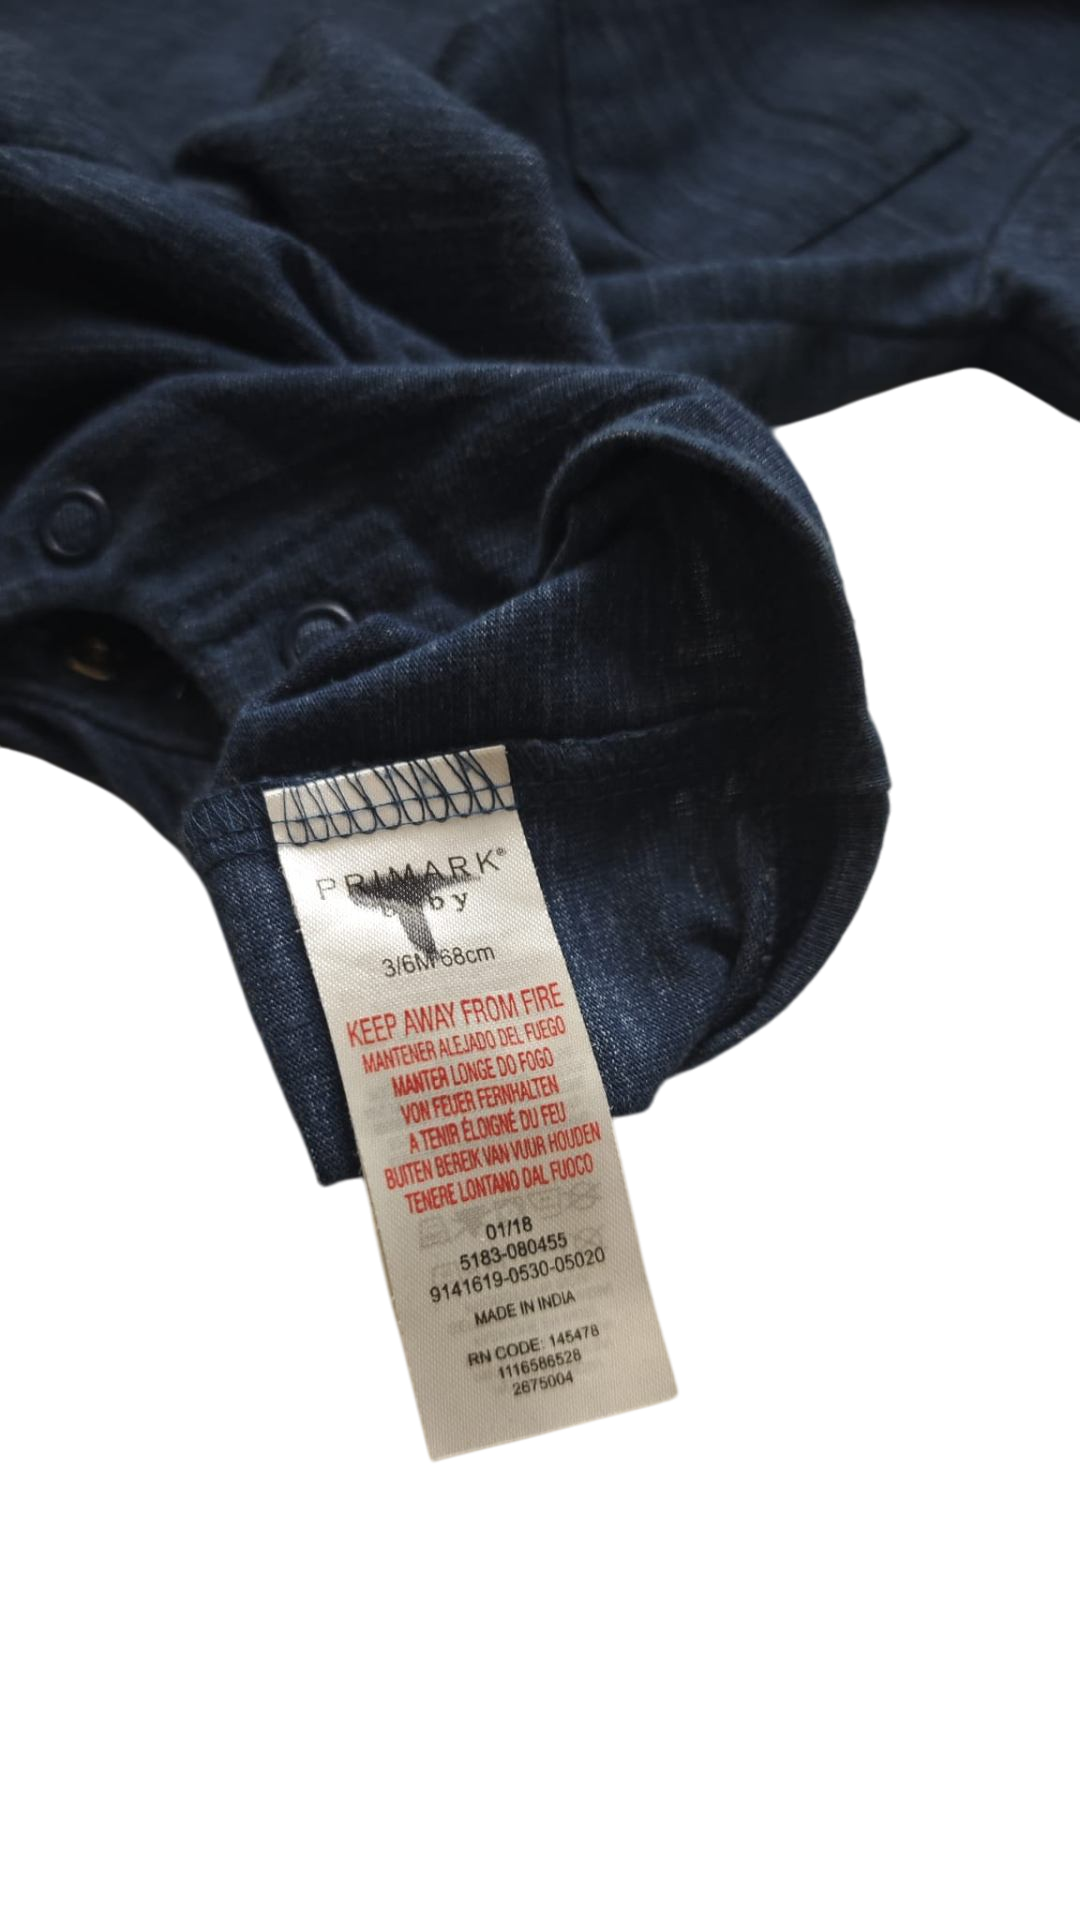 PRIMARK®
baby
3/6M 68cm
KEEP AWAY FROM FIRE
MANTENER ALEJADO DEL FUEGO
MANTER LONGE DO FOGO
VON FEUER FERNHALTEN
A TENIR ÉLOIGNÉ DU FEU
BUITEN BEREIK VAN VUUR HOUDEN
TENERE LONTANO DAL FUOCO
01/18
5183-080455
9141619-0530-05020
MADE IN INDIA
RN CODE: 145478
1116586528
2675004